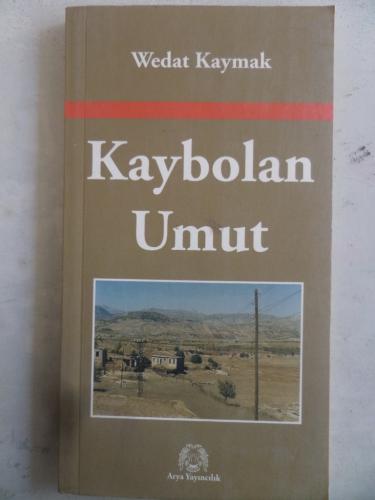 Wedat Kaymak
Kaybolan
Umut
Arya Yayıncılık